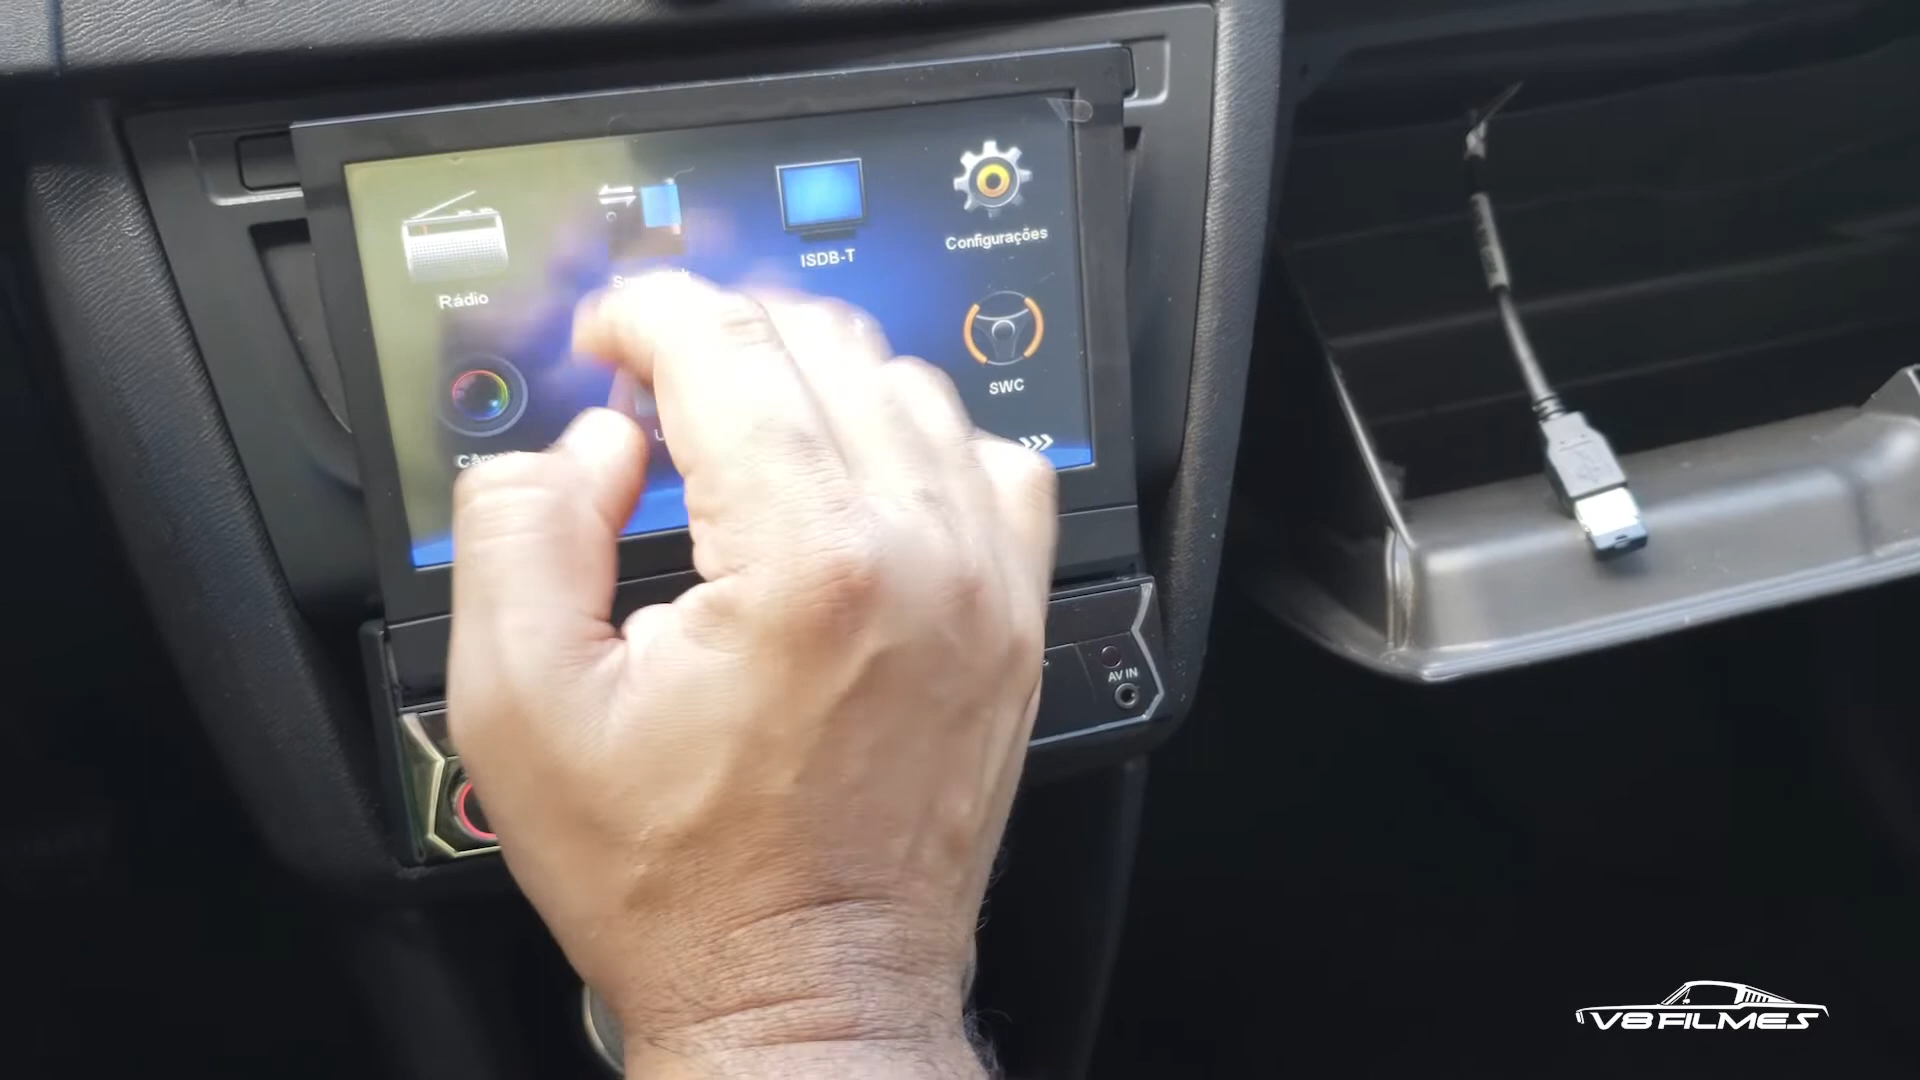 Rádio
ISDB-T
Configurações
SWC
AV IN
V8 FILMES